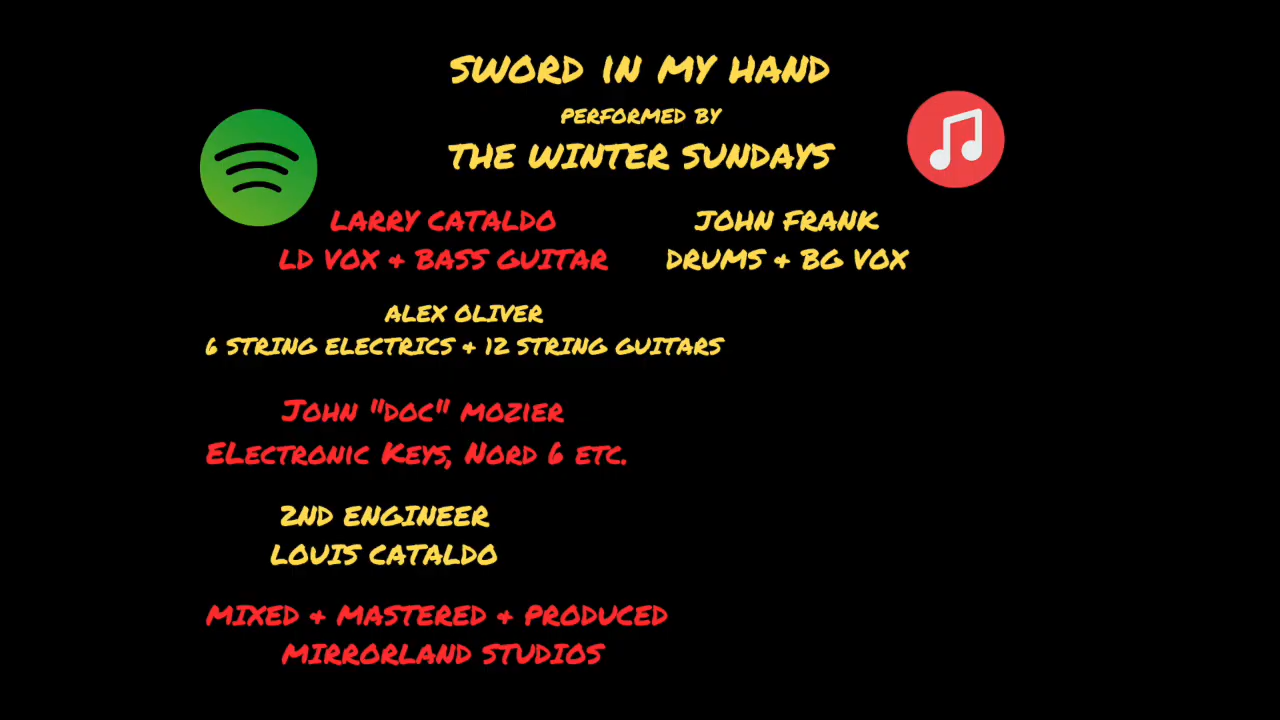 SWORD IN MY HAND
PERFORMED BY
THE WINTER SUNDAYS
LARRY CATALDO
LD VOX & BASS GUITAR
JOHN FRANK
DRUMS & BG VOX
ALEX OLIVER
6 STRING ELECTRICS & 12 STRING GUITARS
JOHN "DOC" MOZIER
ELECTRONIC KEYS, NORD 6 ETC.
2ND ENGINEER
LOUIS CATALDO
MIXED & MASTERED & PRODUCED
MIRRORLAND STUDIOS